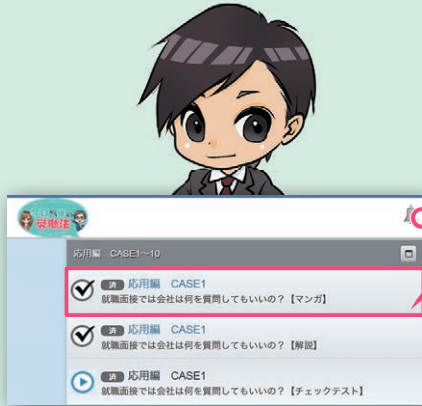 労働法
応用編 CASE1～10
済 応用編 CASE1
就職面接では会社は何を質問してもいいの？【マンガ】
済 応用編 CASE1
就職面接では会社は何を質問してもいいの？【解説】
済 応用編 CASE1
就職面接では会社は何を質問してもいいの？【チェックテスト】